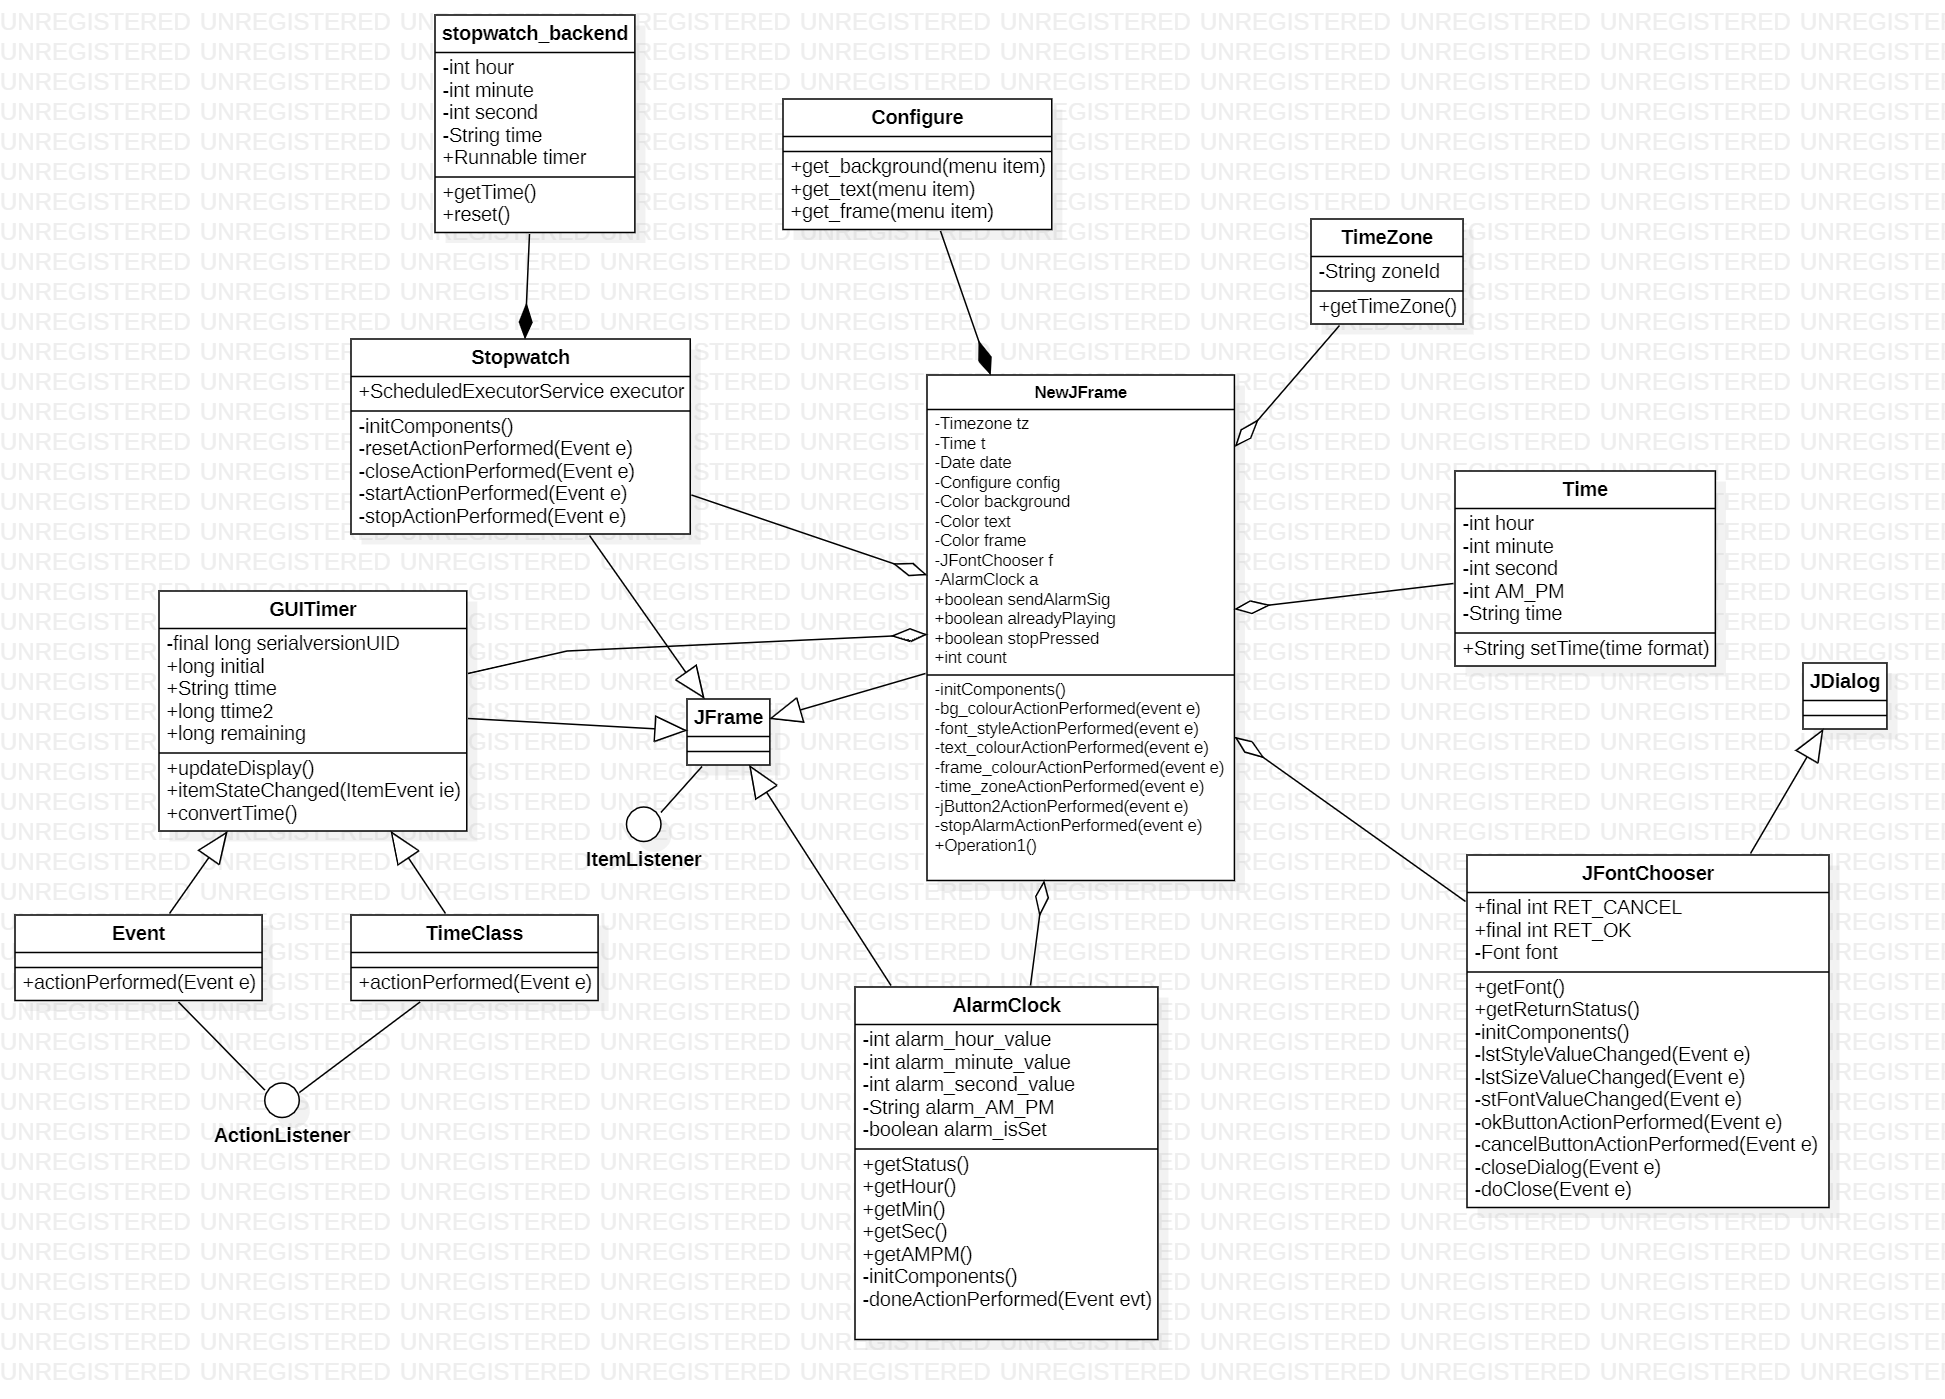 stopwatch_backend
-int hour
-int minute
-int second
-String time
+Runnable timer
+getTime()
+reset()
Configure
+get_background(menu item)
+get_text(menu item)
+get_frame(menu item)
TimeZone
-String zoneId
+getTimeZone()
Stopwatch
+ScheduledExecutorService executor
-initComponents()
-resetActionPerformed(Event e)
-closeActionPerformed(Event e)
-startActionPerformed(Event e)
-stopActionPerformed(Event e)
NewJFrame
-Timezone tz
-Time t
-Date date
-Configure config
-Color background
-Color text
-Color frame
-JFontChooser f
-AlarmClock a
+boolean sendAlarmSig
+boolean alreadyPlaying
+boolean stopPressed
+int count
-initComponents()
-bg_colourActionPerformed(event e)
-font_styleActionPerformed(event e)
-text_colourActionPerformed(event e)
-frame_colourActionPerformed(event e)
-time_zoneActionPerformed(event e)
-jButton2ActionPerformed(event e)
-stopAlarmActionPerformed(event e)
+Operation1()
Time
-int hour
-int minute
-int second
-int AM_PM
-String time
+String setTime(time format)
GUITimer
-final long serialversionUID
+long initial
+String ttime
+long ttime2
+long remaining
+updateDisplay()
+itemStateChanged(ItemEvent ie)
+convertTime()
JFrame
ItemListener
JDialog
Event
+actionPerformed(Event e)
TimeClass
+actionPerformed(Event e)
ActionListener
AlarmClock
-int alarm_hour_value
-int alarm_minute_value
-int alarm_second_value
-String alarm_AM_PM
-boolean alarm_isSet
+getStatus()
+getHour()
+getMin()
+getSec()
+getAMPM()
-initComponents()
-doneActionPerformed(Event evt)
JFontChooser
+final int RET_CANCEL
+final int RET_OK
-Font font
+getFont()
+getReturnStatus()
-initComponents()
-lstStyleValueChanged(Event e)
-lstSizeValueChanged(Event e)
-stFontValueChanged(Event e)
-okButtonActionPerformed(Event e)
-cancelButtonActionPerformed(Event e)
-closeDialog(Event e)
-doClose(Event e)
UNREGISTERED